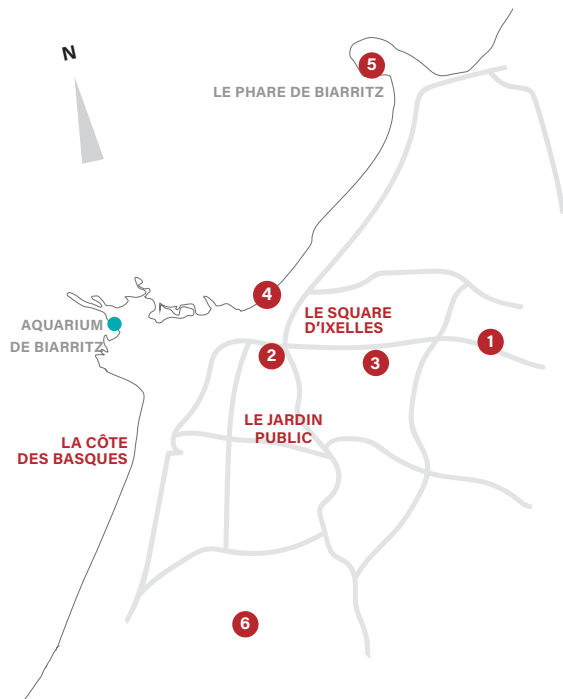 N
5
LE PHARE DE BIARRITZ
4
AQUARIUM
DE BIARRITZ
LE SQUARE
D'IXELLES
1
2
3
LE JARDIN
PUBLIC
LA CÔTE
DES BASQUES
6